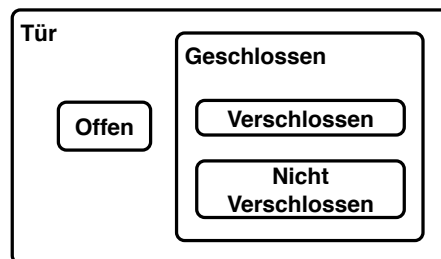 Tür
Geschlossen
Offen
Verschlossen
Nicht
Verschlossen